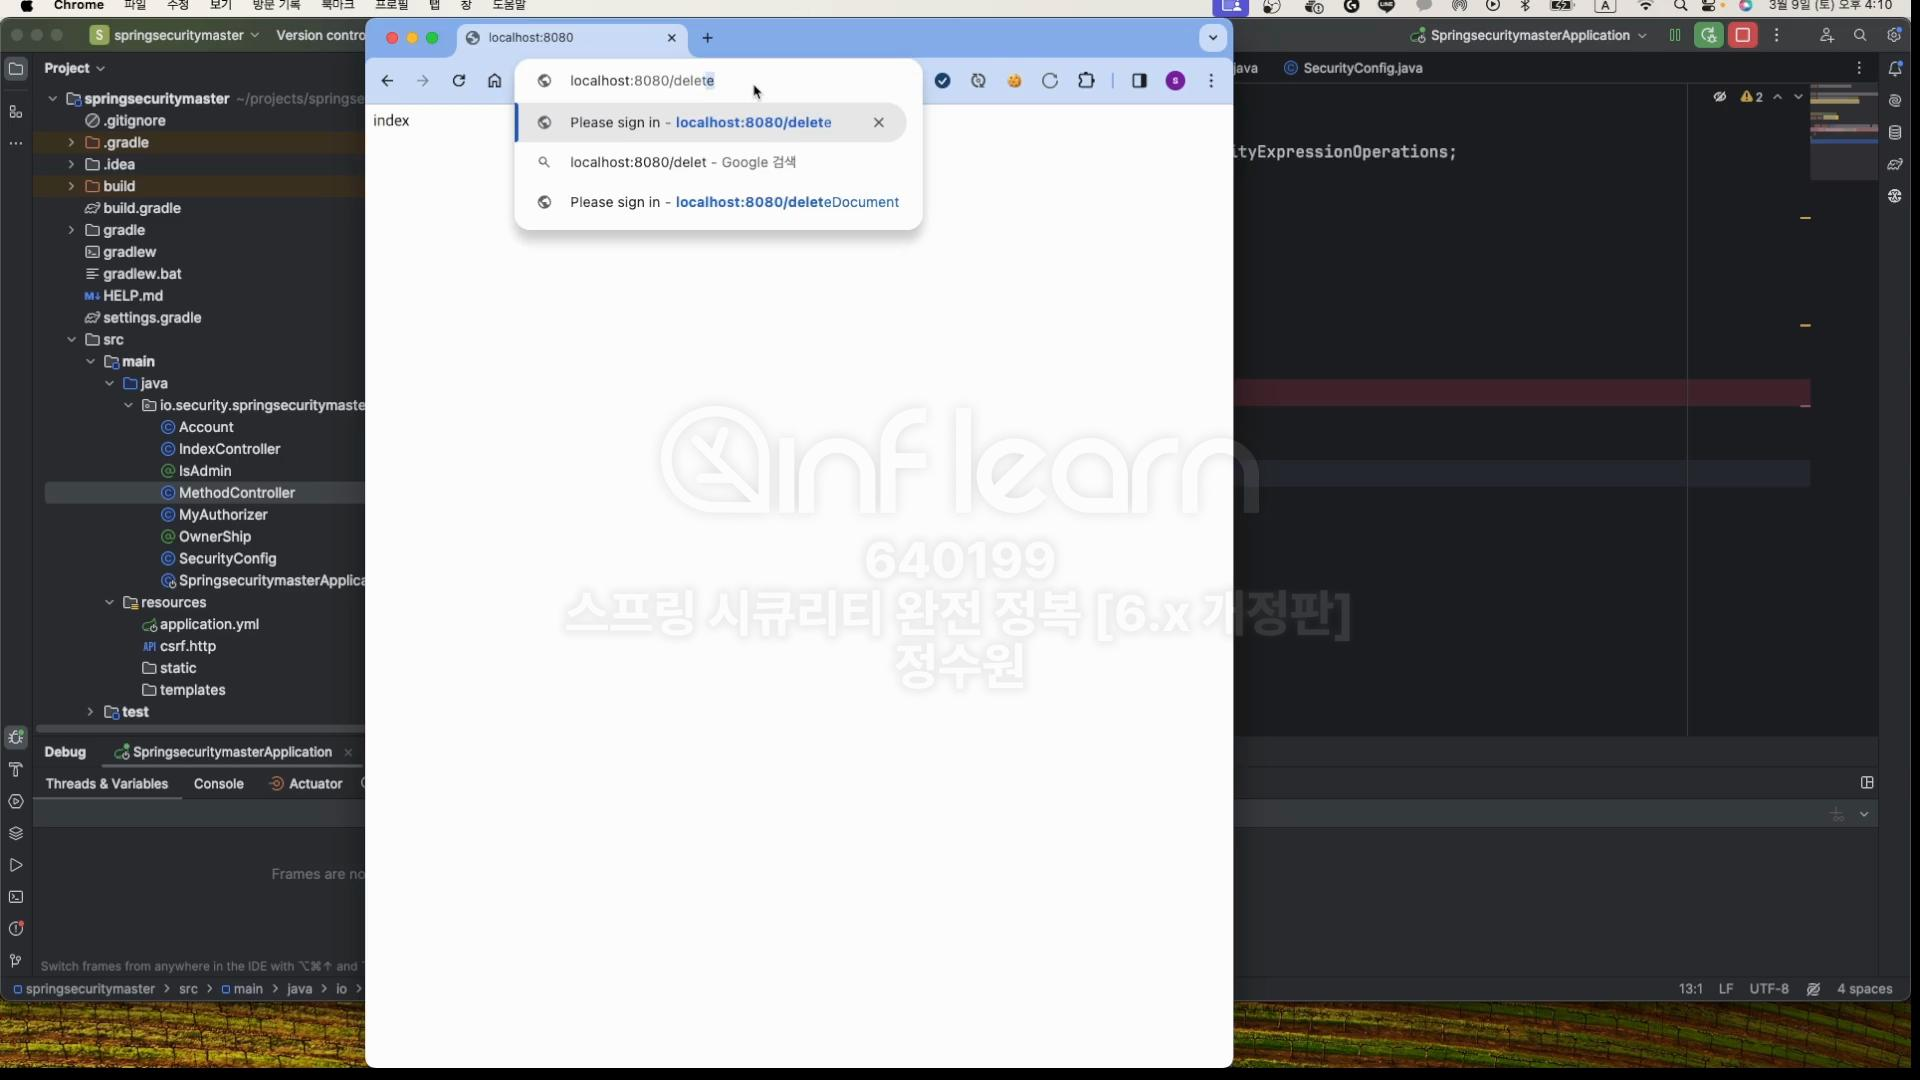 Chrome 파일 수정 보기 방문 기록 북마크 프로필 탭 창 도움말 A 3월 9일 (토) 오후 4:10
S springsecuritymaster Version contro
SpringsecuritymasterApplication
localhost:8080
Project
java SecurityConfig.java
localhost:8080/delete
Please sign in - localhost:8080/delete
localhost:8080/delet - Google 검색
Please sign in - localhost:8080/deleteDocument
index
2
ityExpressionOperations;
springsecuritymaster ~/projects/springse
.gitignore
.gradle
.idea
build
build.gradle
gradle
gradlew
gradlew.bat
HELP.md
settings.gradle
src
main
java
io.security.springsecuritymaste
Account
IndexController
IsAdmin
MethodController
MyAuthorizer
OwnerShip
SecurityConfig
SpringsecuritymasterApplica
resources
application.yml
API csrf.http
static
templates
test
inflearn
640199
스프링 시큐리티 완전 정복 [6.x 개정판]
정수원
Debug SpringsecuritymasterApplication
Threads & Variables Console Actuator
Frames are no
Switch frames from anywhere in the IDE with ⌥⌘↑ and
springsecuritymaster > src > main > java > io >
13:1 LF UTF-8 4 spaces